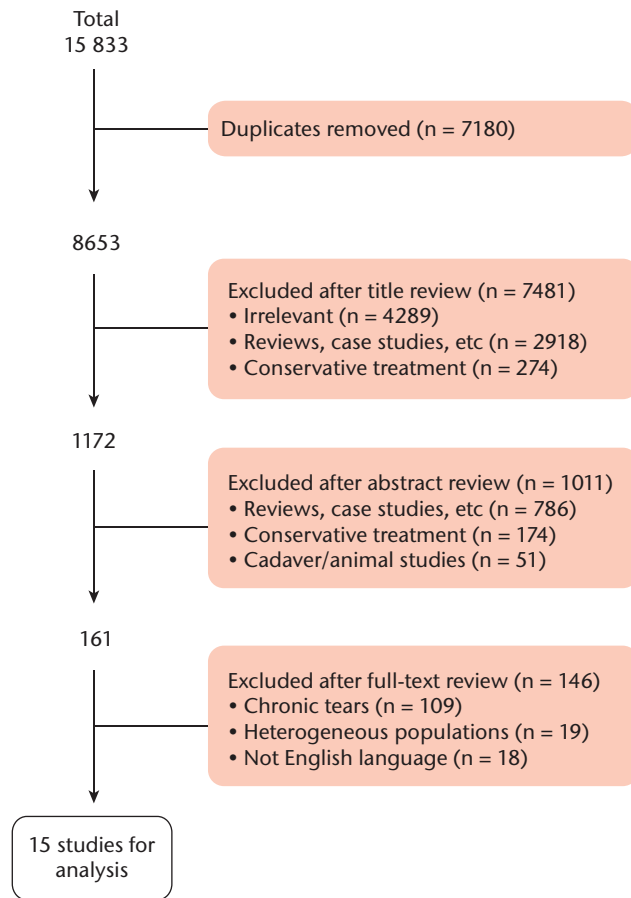 Total
15 833
Duplicates removed (n = 7180)
8653
Excluded after title review (n = 7481)
• Irrelevant (n = 4289)
• Reviews, case studies, etc (n = 2918)
• Conservative treatment (n = 274)
1172
Excluded after abstract review (n = 1011)
• Reviews, case studies, etc (n = 786)
• Conservative treatment (n = 174)
• Cadaver/animal studies (n = 51)
161
Excluded after full-text review (n = 146)
• Chronic tears (n = 109)
• Heterogeneous populations (n = 19)
• Not English language (n = 18)
15 studies for
analysis